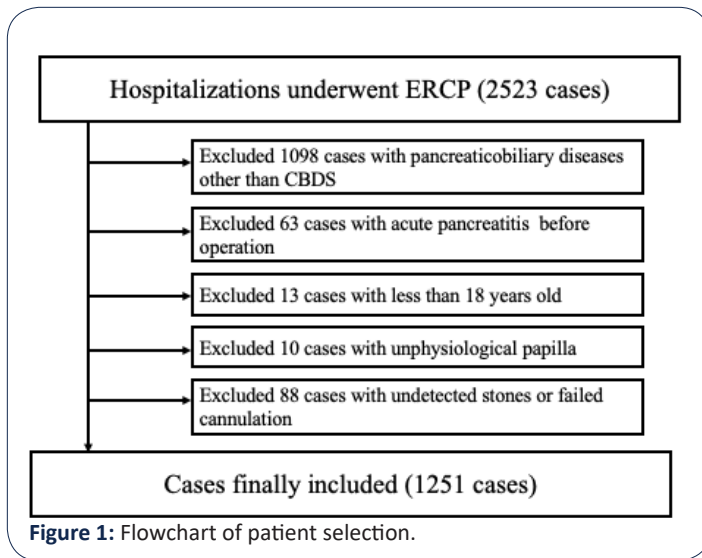 Hospitalizations underwent ERCP (2523 cases)
Excluded 1098 cases with pancreaticobiliary diseases
other than CBDS
Excluded 63 cases with acute pancreatitis before
operation
Excluded 13 cases with less than 18 years old
Excluded 10 cases with unphysiological papilla
Excluded 88 cases with undetected stones or failed
cannulation
Cases finally included (1251 cases)
Figure 1: Flowchart of patient selection.